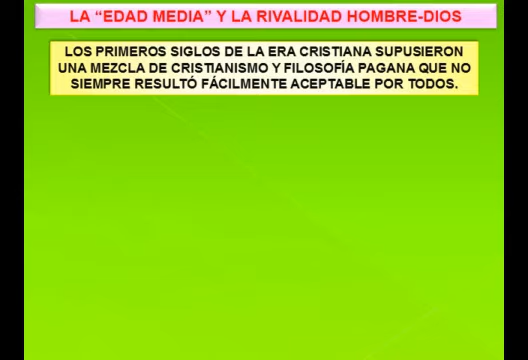 LA “EDAD MEDIA” Y LA RIVALIDAD HOMBRE-DIOS
LOS PRIMEROS SIGLOS DE LA ERA CRISTIANA SUPUSIERON
UNA MEZCLA DE CRISTIANISMO Y FILOSOFÍA PAGANA QUE NO
SIEMPRE RESULTÓ FÁCILMENTE ACEPTABLE POR TODOS.